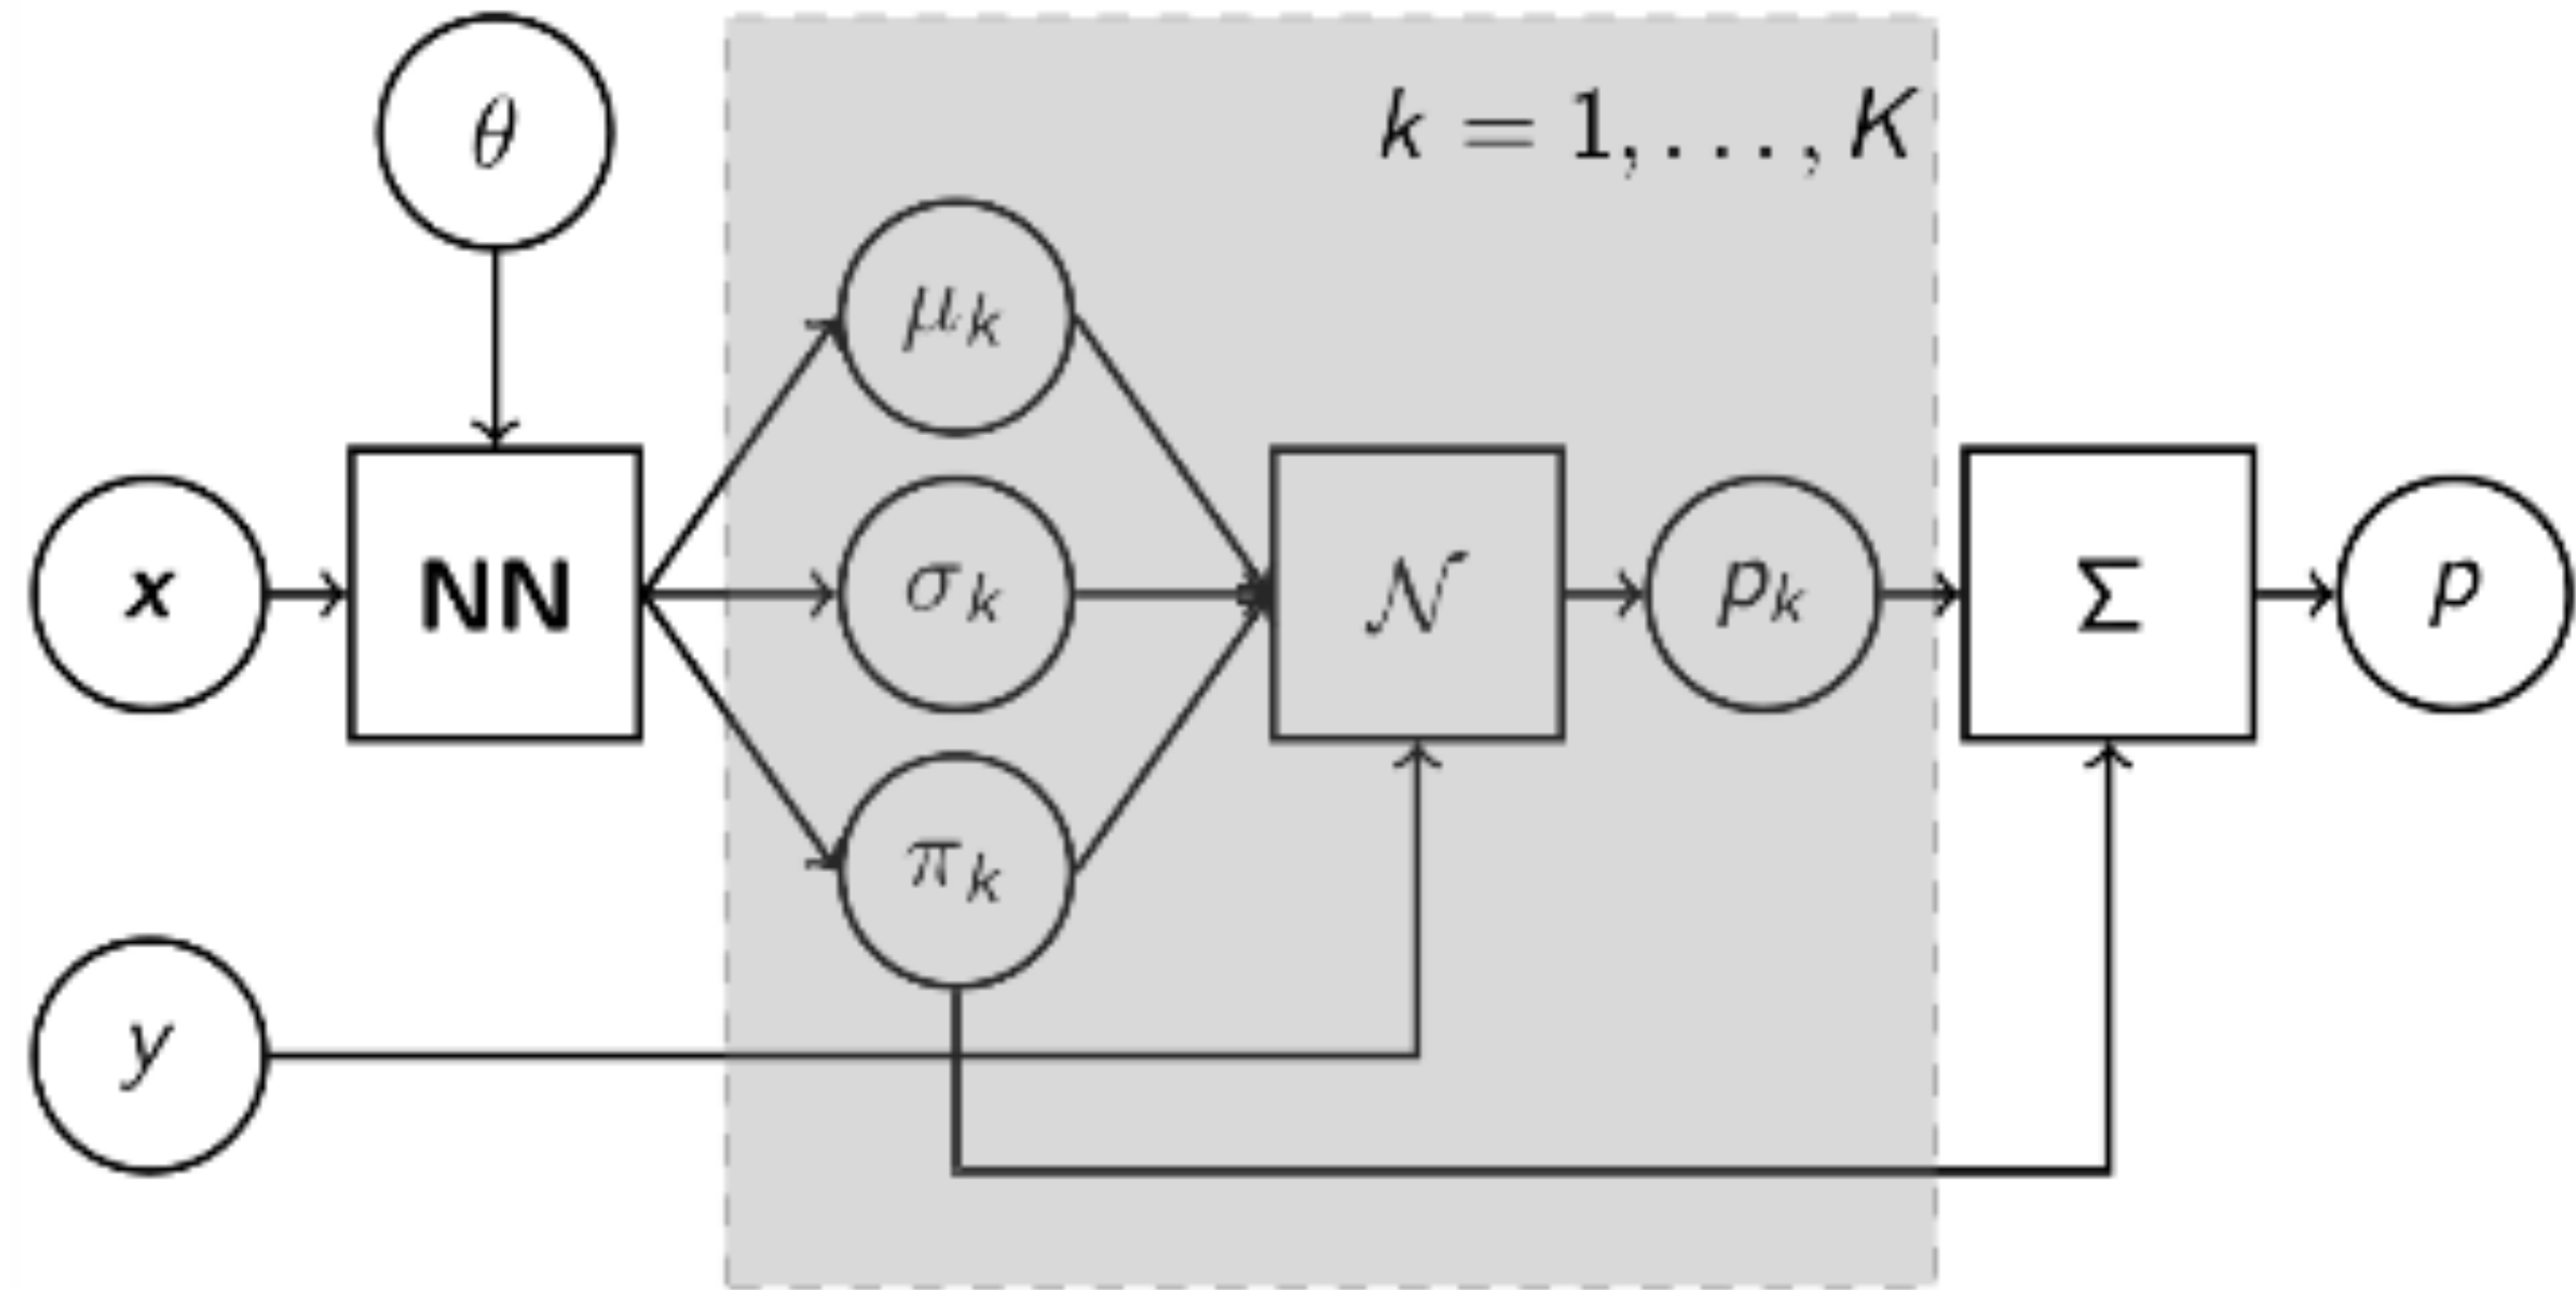 θ
k = 1, . . . , K
μk
x
NN
σk
𝒩
pk
Σ
p
πk
y